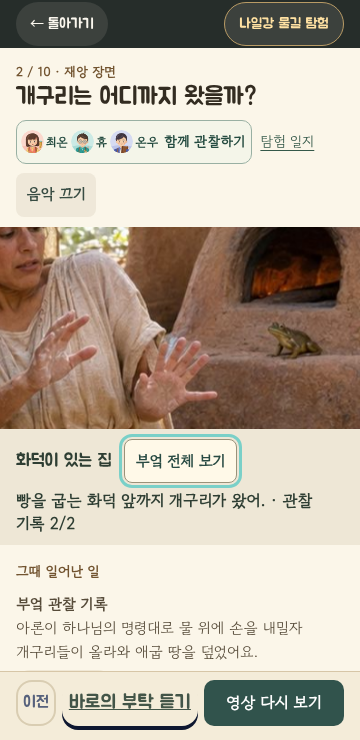 ← 돌아가기
나일강 물길 탐험
2 / 10 · 재앙 장면
개구리는 어디까지 왔을까?
최온 휴 온우 함께 관찰하기
탐험 일지
음악 끄기
화덕이 있는 집
부엌 전체 보기
빵을 굽는 화덕 앞까지 개구리가 왔어. · 관찰
기록 2/2
그때 일어난 일
부엌 관찰 기록
아론이 하나님의 명령대로 물 위에 손을 내밀자
개구리들이 올라와 애굽 땅을 덮었어요.
이전
바로의 부탁 듣기
영상 다시 보기